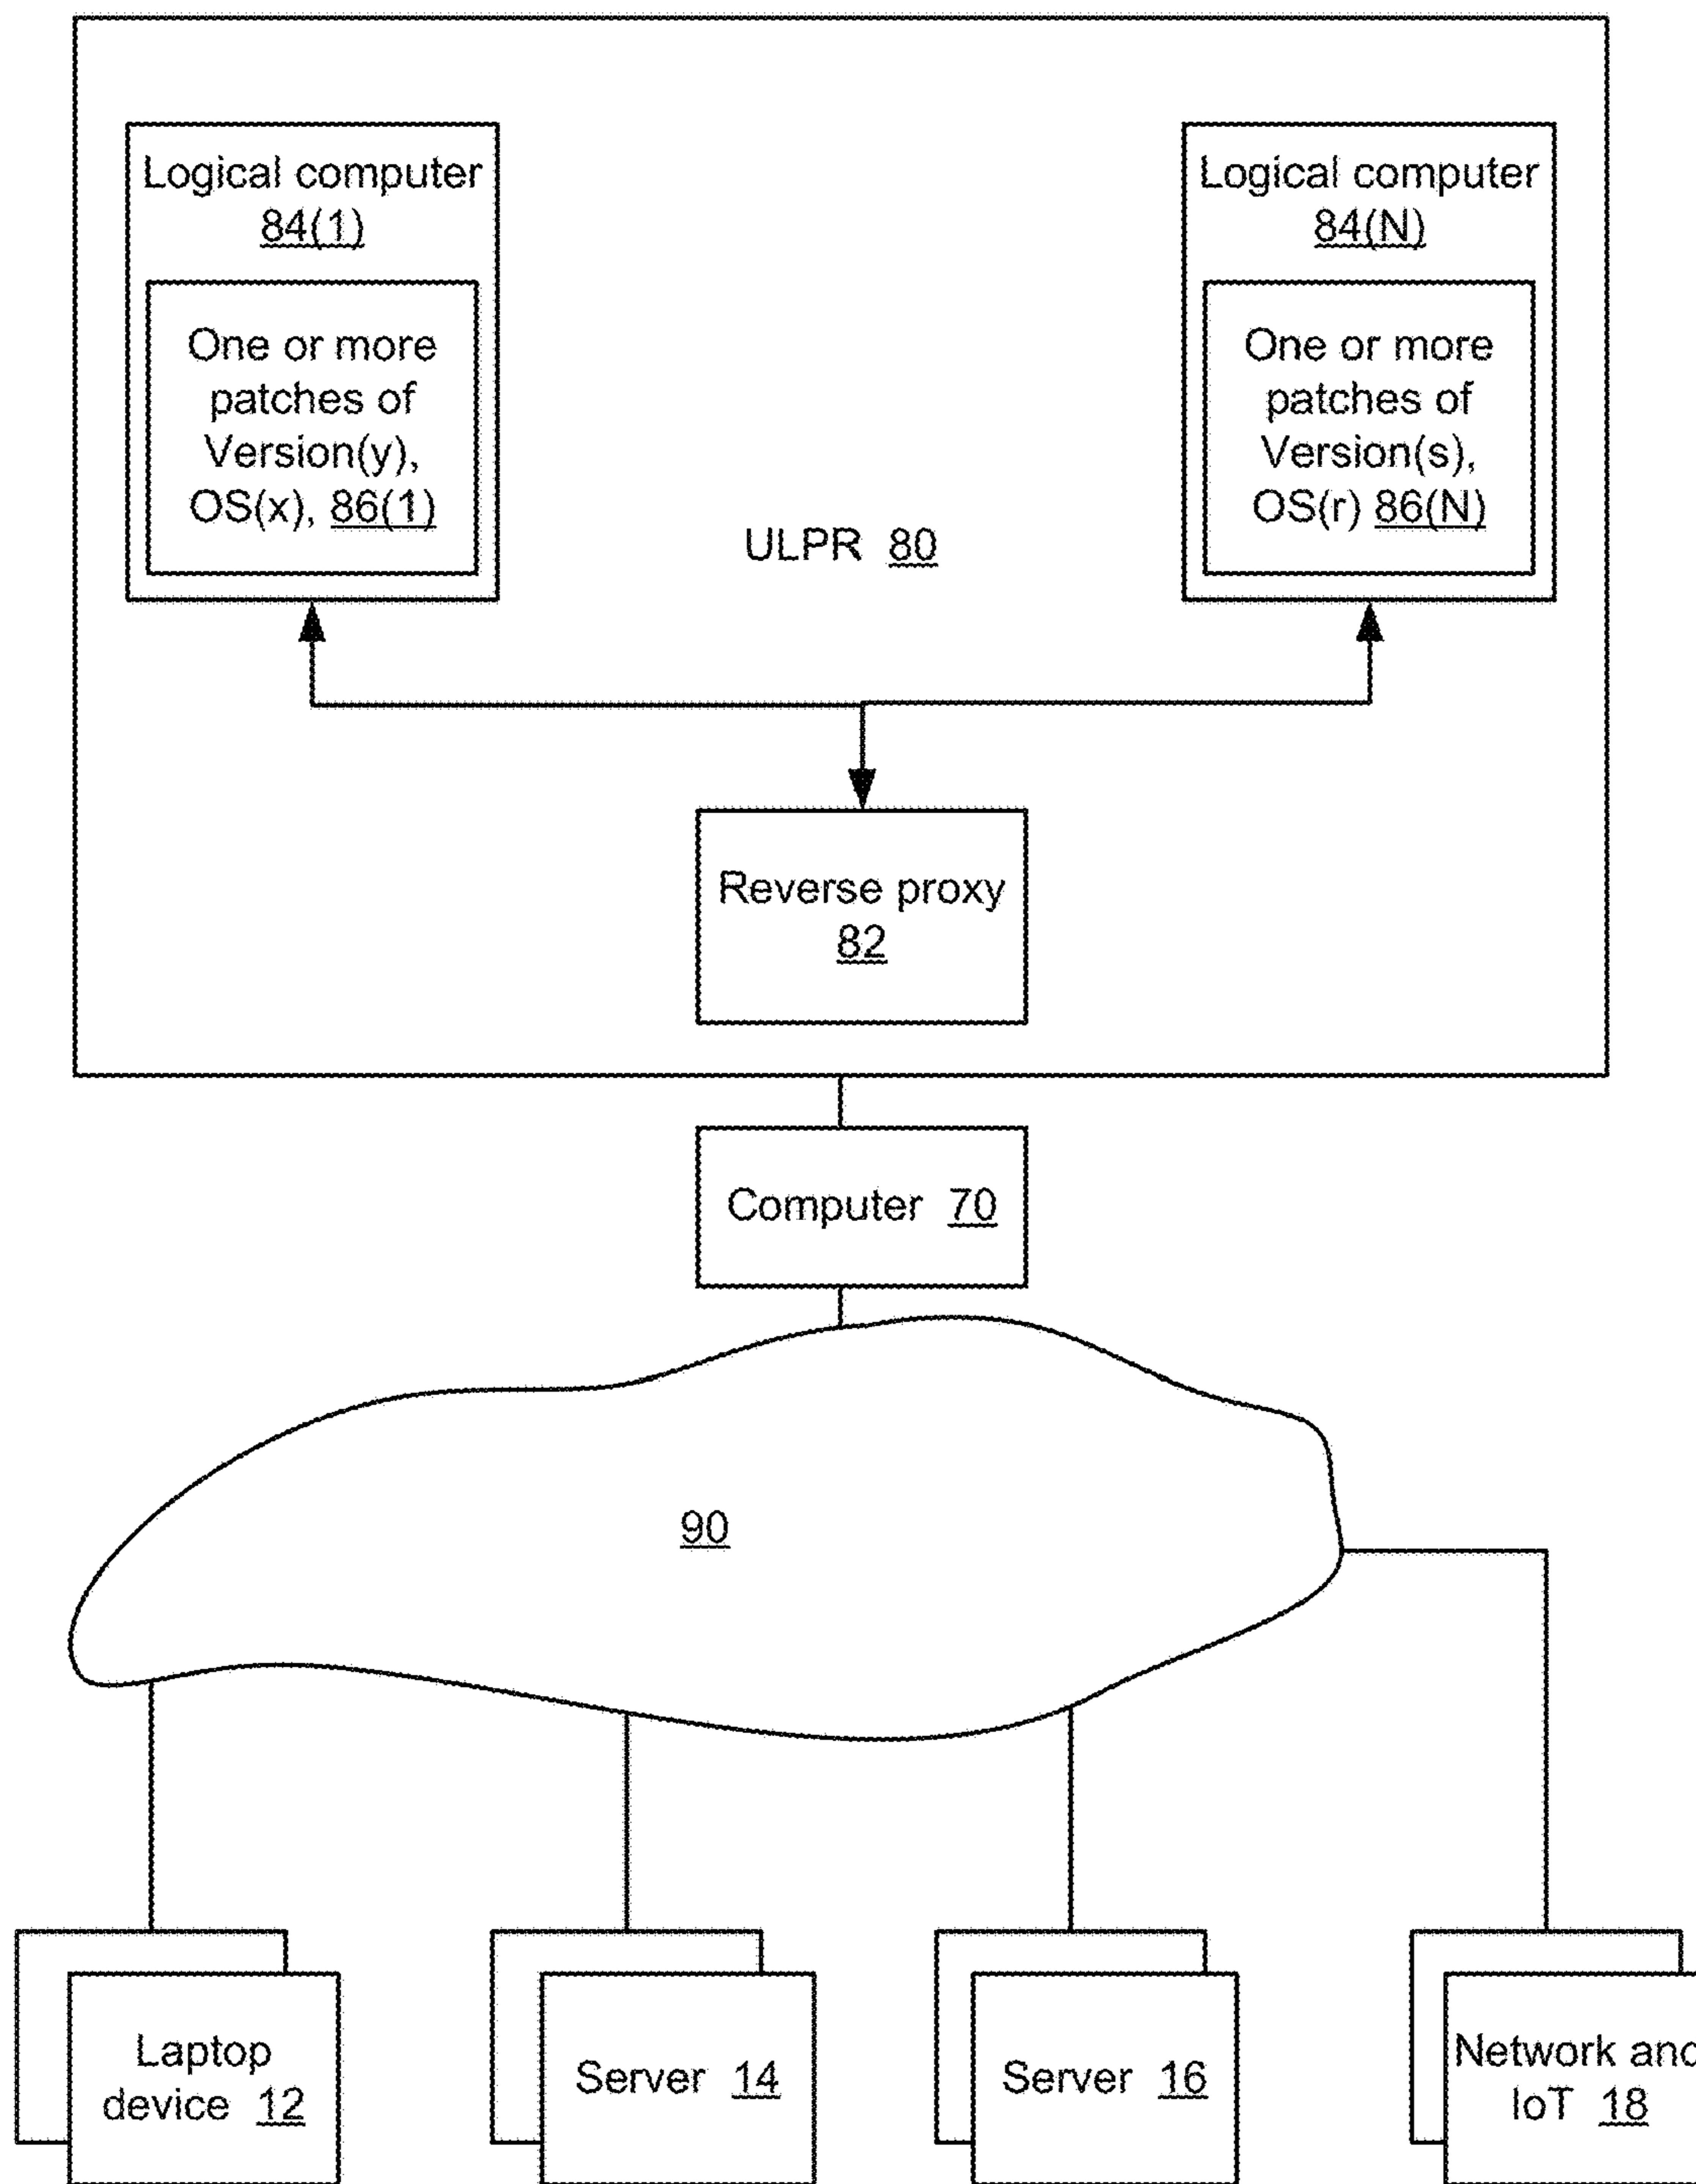 Logical computer
84(1)
One or more
patches of
Version(y),
OS(x), 86(1)
Logical computer
84(N)
One or more
patches of
Version(s),
OS(r) 86(N)
ULPR 80
Reverse proxy
82
Computer 70
90
Laptop
device 12
Server 14
Server 16
Network and
IoT 18